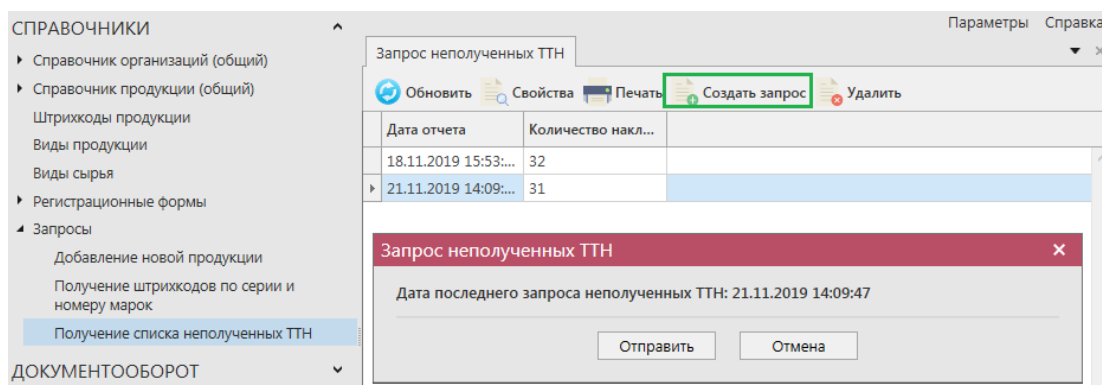 СПРАВОЧНИКИ
Справочник организаций (общий)
Справочник продукции (общий)
Штрихкоды продукции
Виды продукции
Виды сырья
Регистрационные формы
Запросы
Добавление новой продукции
Получение штрихкодов по серии и
номеру марок
Получение списка неполученных ТТН
ДОКУМЕНТООБОРОТ
Параметры Справка
Запрос неполученных ТТН
Обновить Свойства Печать Создать запрос Удалить
Дата отчета Количество накл...
18.11.2019 15:53:... 32
21.11.2019 14:09:... 31
Запрос неполученных ТТН
Дата последнего запроса неполученных ТТН: 21.11.2019 14:09:47
Отправить Отмена